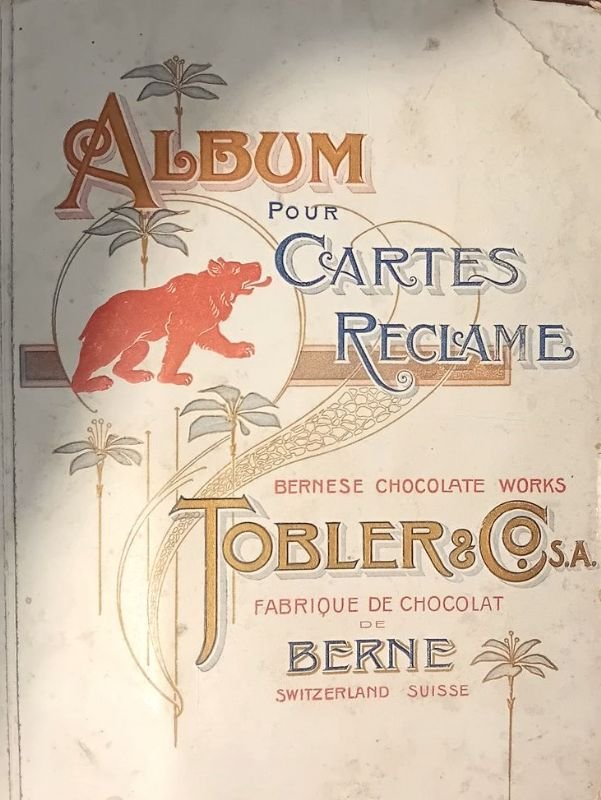 ALBUM
POUR
CARTES
RECLAME
BERNESE CHOCOLATE WORKS
TOBLER & Co. S.A.
FABRIQUE DE CHOCOLAT
DE
BERNE
SWITZERLAND SUISSE